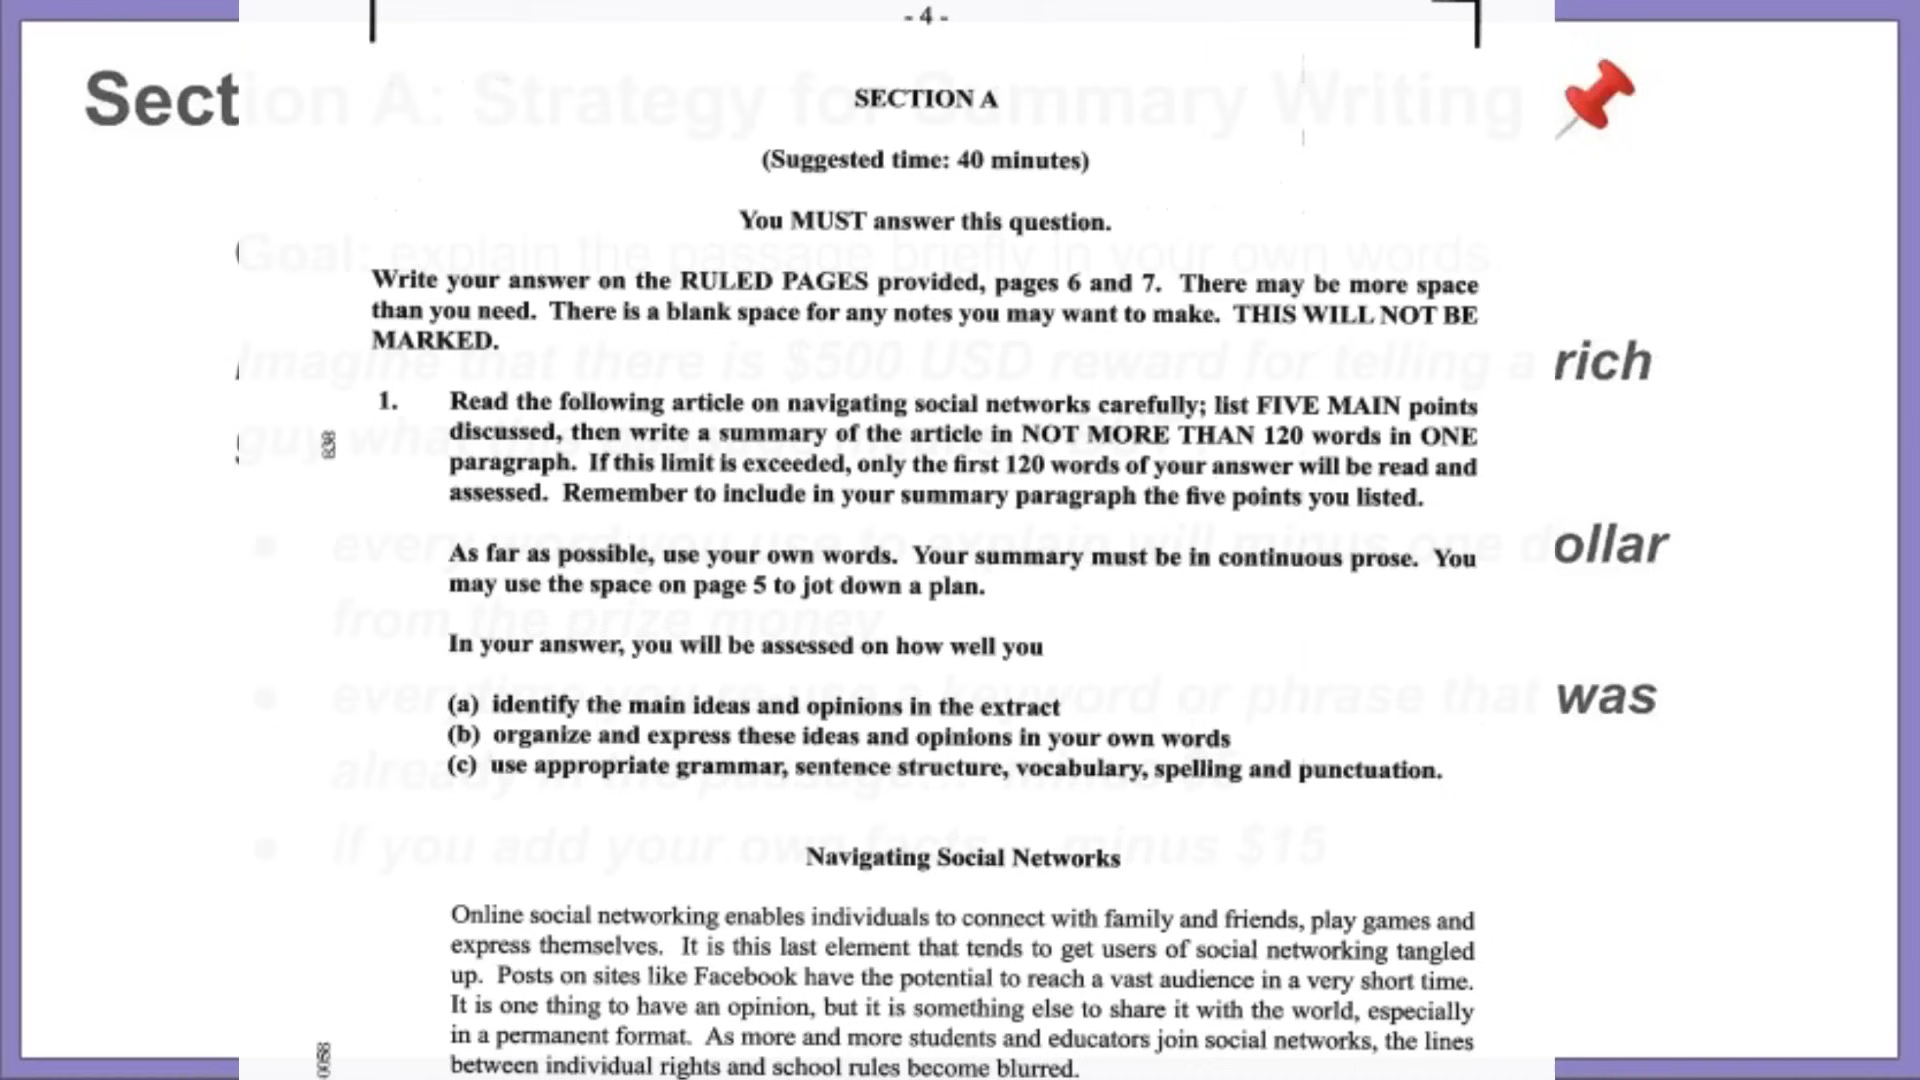 - 4 -
Section A: Strategy for Summary Writing
SECTION A
(Suggested time: 40 minutes)
You MUST answer this question.
Goal: explain the passage briefly in your own words.
Write your answer on the RULED PAGES provided, pages 6 and 7. There may be more space
than you need. There is a blank space for any notes you may want to make. THIS WILL NOT BE
MARKED.
Imagine that there is $500 USD reward for telling a rich
guy what
1. Read the following article on navigating social networks carefully; list FIVE MAIN points
discussed, then write a summary of the article in NOT MORE THAN 120 words in ONE
paragraph. If this limit is exceeded, only the first 120 words of your answer will be read and
assessed. Remember to include in your summary paragraph the five points you listed.
838
every word you use to explain will minus one dollar
from the prize money
As far as possible, use your own words. Your summary must be in continuous prose. You
may use the space on page 5 to jot down a plan.
In your answer, you will be assessed on how well you
everytime you re-use a keyword or phrase that was
already in the passage... minus
(a) identify the main ideas and opinions in the extract
(b) organize and express these ideas and opinions in your own words
(c) use appropriate grammar, sentence structure, vocabulary, spelling and punctuation.
if you add your own facts minus $15
Navigating Social Networks
Online social networking enables individuals to connect with family and friends, play games and
express themselves. It is this last element that tends to get users of social networking tangled
up. Posts on sites like Facebook have the potential to reach a vast audience in a very short time.
It is one thing to have an opinion, but it is something else to share it with the world, especially
in a permanent format. As more and more students and educators join social networks, the lines
between individual rights and school rules become blurred.